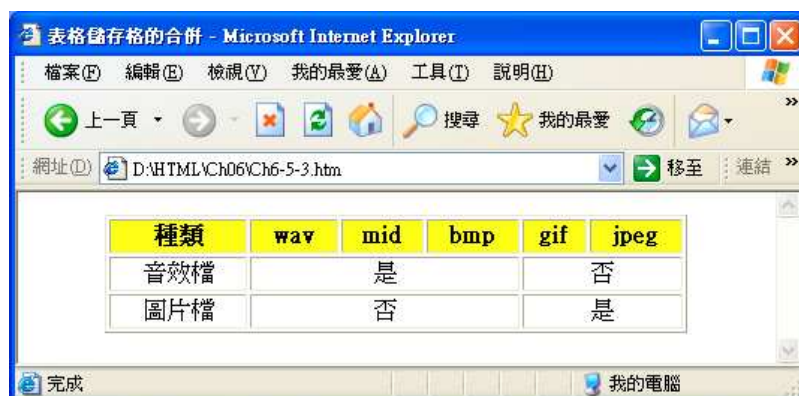 表格儲存格的合併 - Microsoft Internet Explorer
檔案(F) 編輯(E) 檢視(V) 我的最愛(A) 工具(T) 說明(H)
上一頁 搜尋 我的最愛 »
網址(D) D:\HTML\Ch06\Ch6-5-3.htm 移至 連結 »
種類 wav mid bmp gif jpeg
音效檔 是 否
圖片檔 否 是
完成 我的電腦